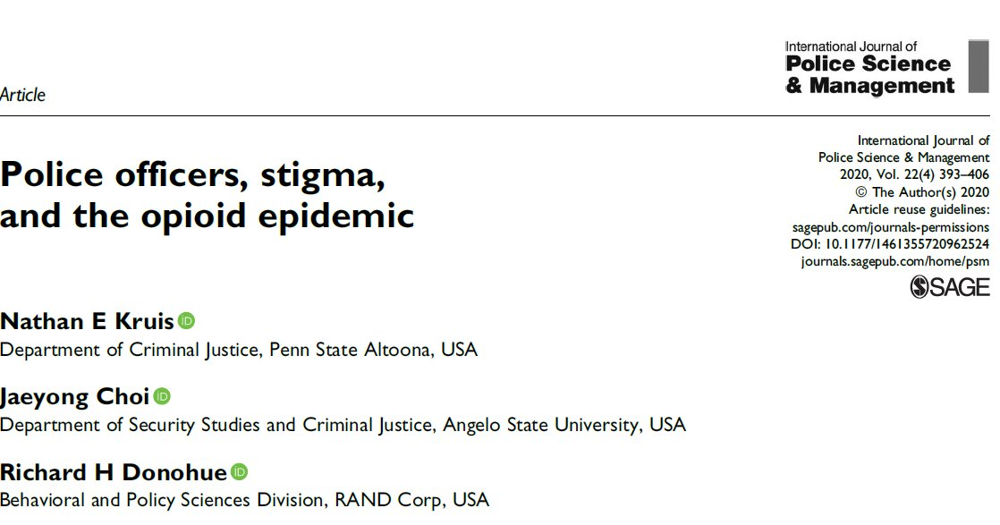 International Journal of
Police Science
& Management
Article
International Journal of
Police Science & Management
2020, Vol. 22(4) 393–406
© The Author(s) 2020
Article reuse guidelines:
sagepub.com/journals-permissions
DOI: 10.1177/1461355720962524
journals.sagepub.com/home/psm
SAGE
Police officers, stigma,
and the opioid epidemic
Nathan E Kruis iD
Department of Criminal Justice, Penn State Altoona, USA
Jaeyong Choi iD
Department of Security Studies and Criminal Justice, Angelo State University, USA
Richard H Donohue iD
Behavioral and Policy Sciences Division, RAND Corp, USA